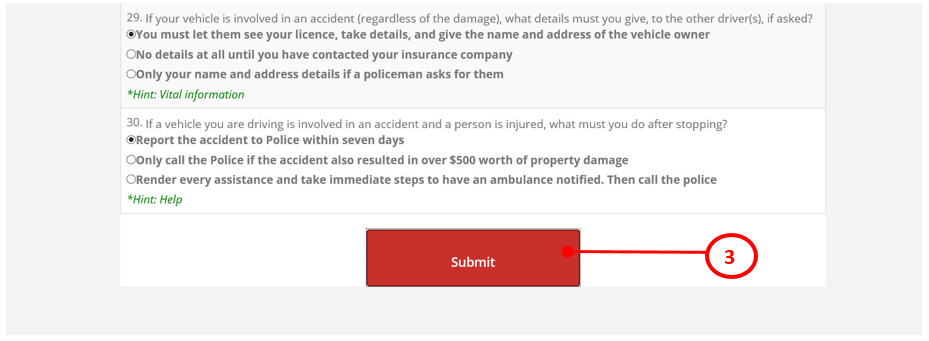 29. If your vehicle is involved in an accident (regardless of the damage), what details must you give, to the other driver(s), if asked?
You must let them see your licence, take details, and give the name and address of the vehicle owner
No details at all until you have contacted your insurance company
Only your name and address details if a policeman asks for them
*Hint: Vital information
30. If a vehicle you are driving is involved in an accident and a person is injured, what must you do after stopping?
Report the accident to Police within seven days
Only call the Police if the accident also resulted in over $500 worth of property damage
Render every assistance and take immediate steps to have an ambulance notified. Then call the police
*Hint: Help
Submit
3